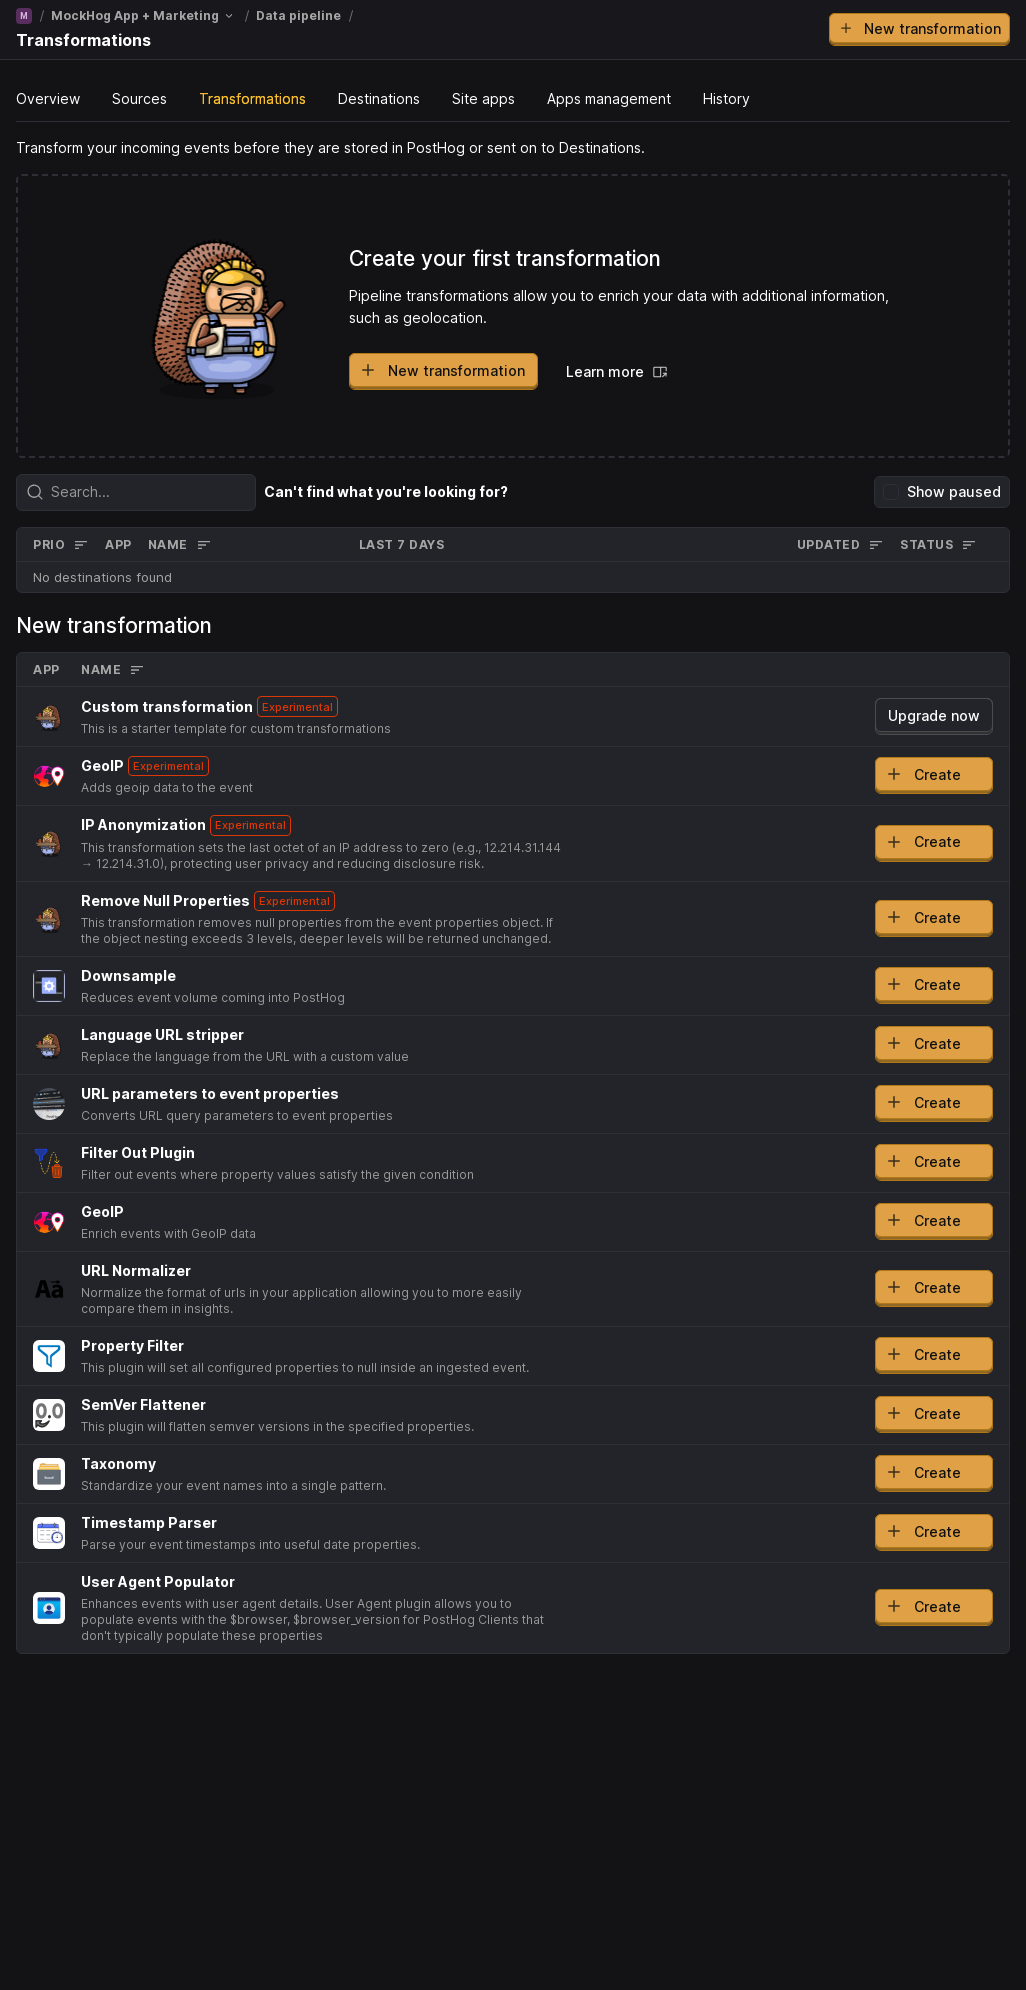 M / MockHog App + Marketing / Data pipeline /
Transformations
New transformation
Overview Sources Transformations Destinations Site apps Apps management History
Transform your incoming events before they are stored in PostHog or sent on to Destinations.
Create your first transformation
Pipeline transformations allow you to enrich your data with additional information,
such as geolocation.
New transformation Learn more
Search... Can't find what you're looking for? Show paused
PRIO APP NAME LAST 7 DAYS UPDATED STATUS
No destinations found
New transformation
APP NAME
Custom transformation Experimental
This is a starter template for custom transformations
Upgrade now
GeoIP Experimental
Adds geoip data to the event
Create
IP Anonymization Experimental
This transformation sets the last octet of an IP address to zero (e.g., 12.214.31.144
→ 12.214.31.0), protecting user privacy and reducing disclosure risk.
Create
Remove Null Properties Experimental
This transformation removes null properties from the event properties object. If
the object nesting exceeds 3 levels, deeper levels will be returned unchanged.
Create
Downsample
Reduces event volume coming into PostHog
Create
Language URL stripper
Replace the language from the URL with a custom value
Create
URL parameters to event properties
Converts URL query parameters to event properties
Create
Filter Out Plugin
Filter out events where property values satisfy the given condition
Create
GeoIP
Enrich events with GeoIP data
Create
Aā
URL Normalizer
Normalize the format of urls in your application allowing you to more easily
compare them in insights.
Create
Property Filter
This plugin will set all configured properties to null inside an ingested event.
Create
0.0
SemVer Flattener
This plugin will flatten semver versions in the specified properties.
Create
Taxonomy
Standardize your event names into a single pattern.
Create
Timestamp Parser
Parse your event timestamps into useful date properties.
Create
User Agent Populator
Enhances events with user agent details. User Agent plugin allows you to
populate events with the $browser, $browser_version for PostHog Clients that
don't typically populate these properties
Create